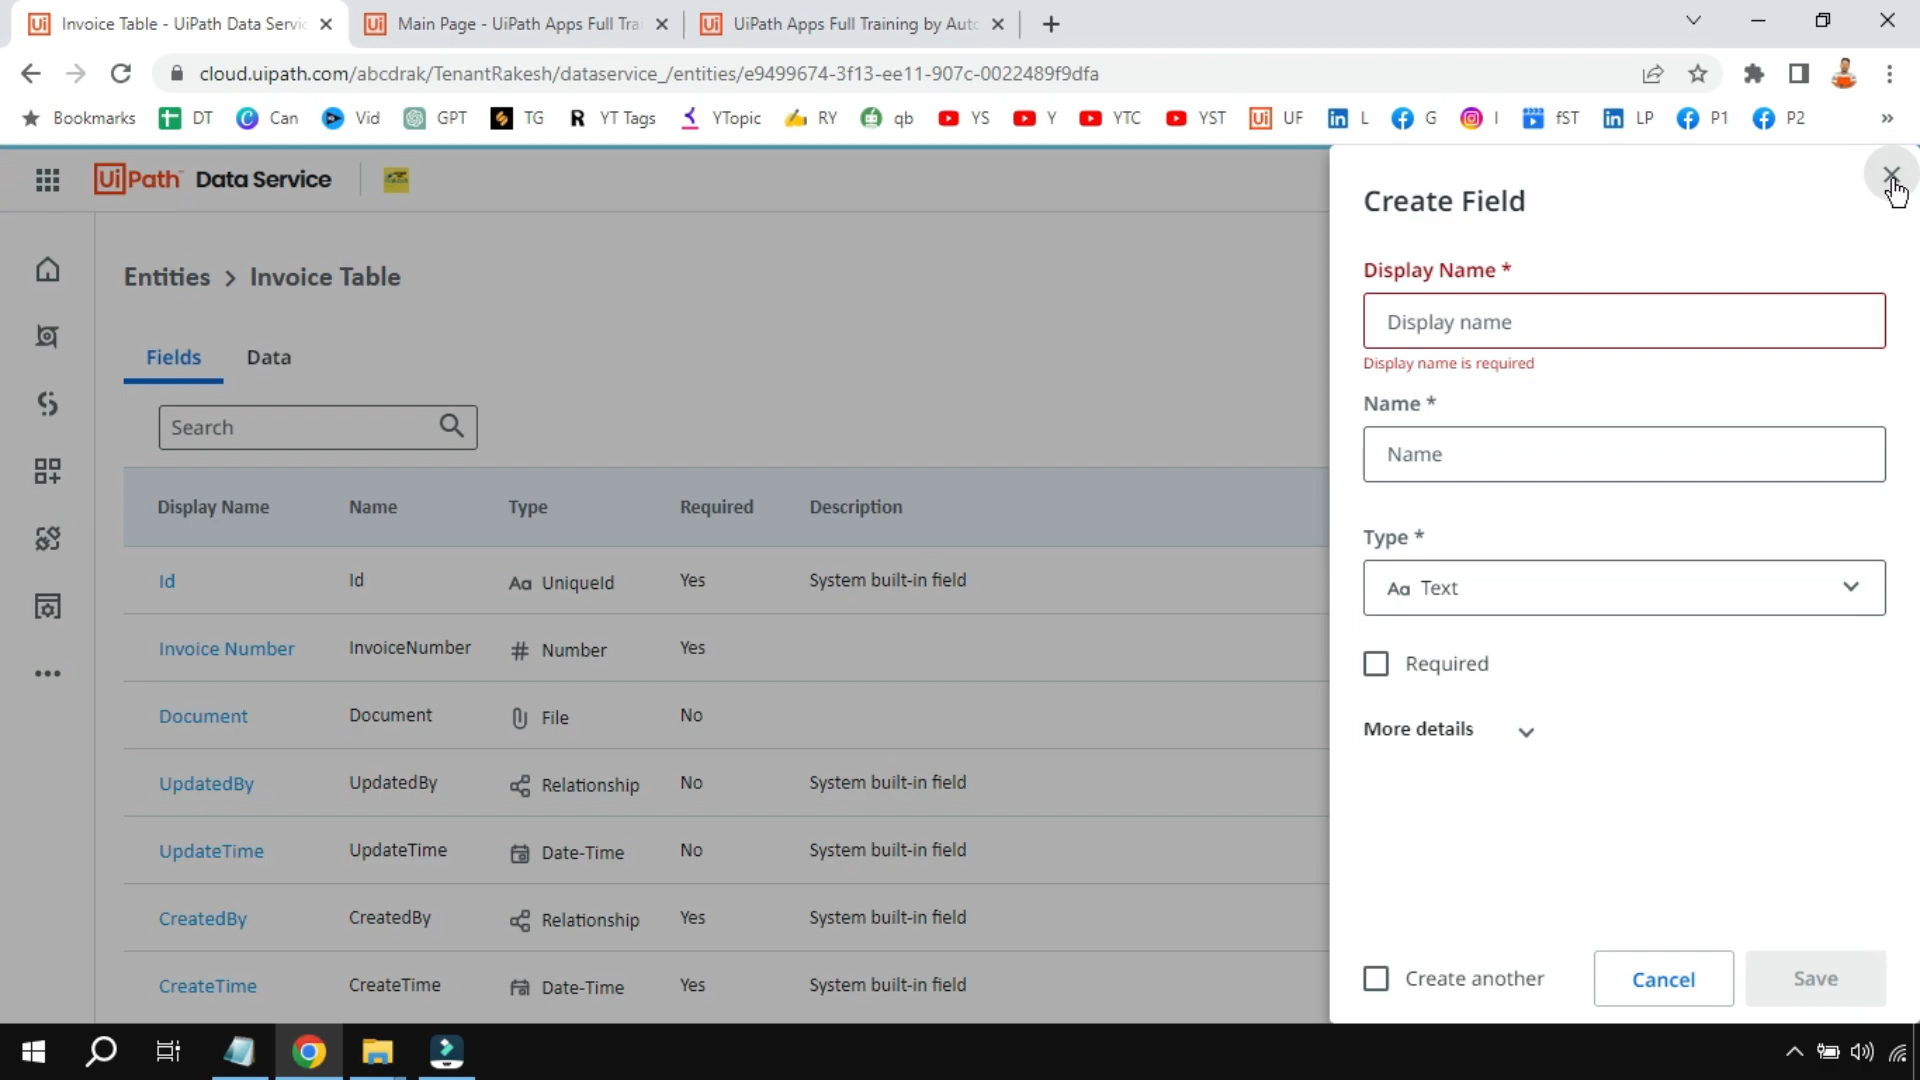 Invoice Table - UiPath Data Servic
Main Page - UiPath Apps Full Trai
UiPath Apps Full Training by Auto
cloud.uipath.com/abcdrak/TenantRakesh/dataservice_/entities/e9499674-3f13-ee11-907c-0022489f9dfa
Bookmarks DT Can Vid GPT TG R YT Tags YTopic RY qb YS Y YTC YST UF L G I fST LP P1 P2 »
UiPath Data Service
Entities > Invoice Table
Fields Data
Search
Display Name Name Type Required Description
Id Id Aa UniqueId Yes System built-in field
Invoice Number InvoiceNumber # Number Yes
Document Document File No
UpdatedBy UpdatedBy Relationship No System built-in field
UpdateTime UpdateTime Date-Time No System built-in field
CreatedBy CreatedBy Relationship Yes System built-in field
CreateTime CreateTime Date-Time Yes System built-in field
Create Field
Display Name *
Display name
Display name is required
Name *
Name
Type *
Aa Text
Required
More details
Create another Cancel Save